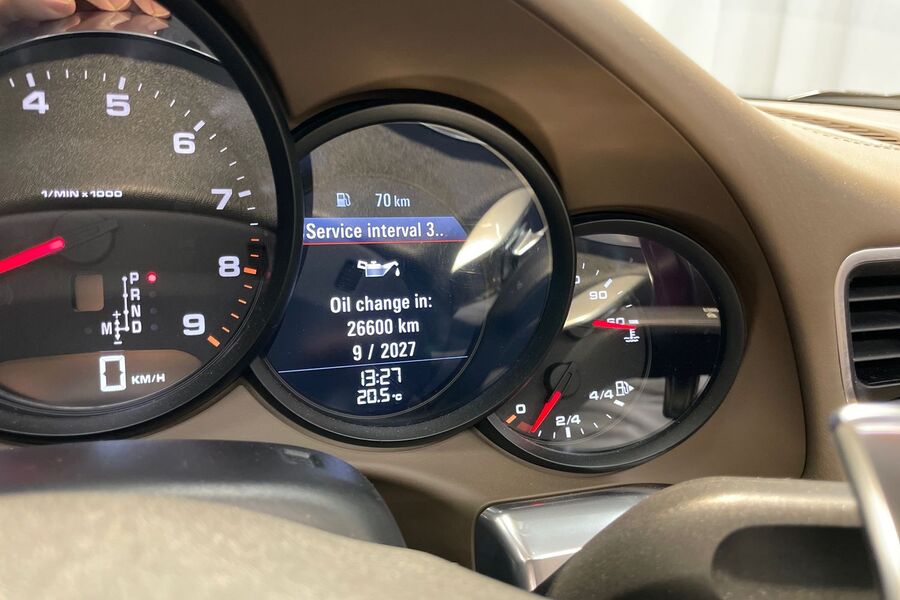 4
5
6
7
8
9
1/MIN x 1000
P
R
N
M D
0 KM/H
70 km
Service interval 3..
Oil change in:
26600 km
9 / 2027
13:27
20.5°C
90
60
0
2/4
4/4